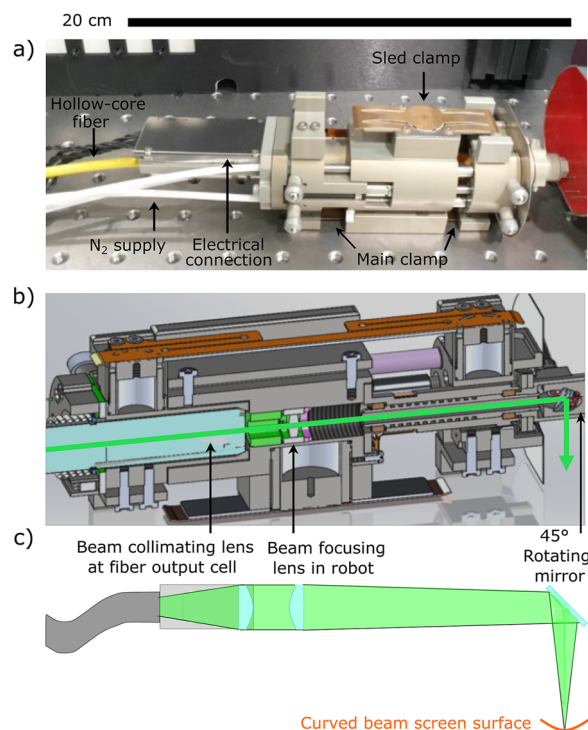 20 cm
a)
Sled clamp
Hollow-core
fiber
N₂ supply
Electrical
connection
Main clamp
b)
Beam collimating lens
at fiber output cell
Beam focusing
lens in robot
45°
Rotating
mirror
c)
Curved beam screen surface